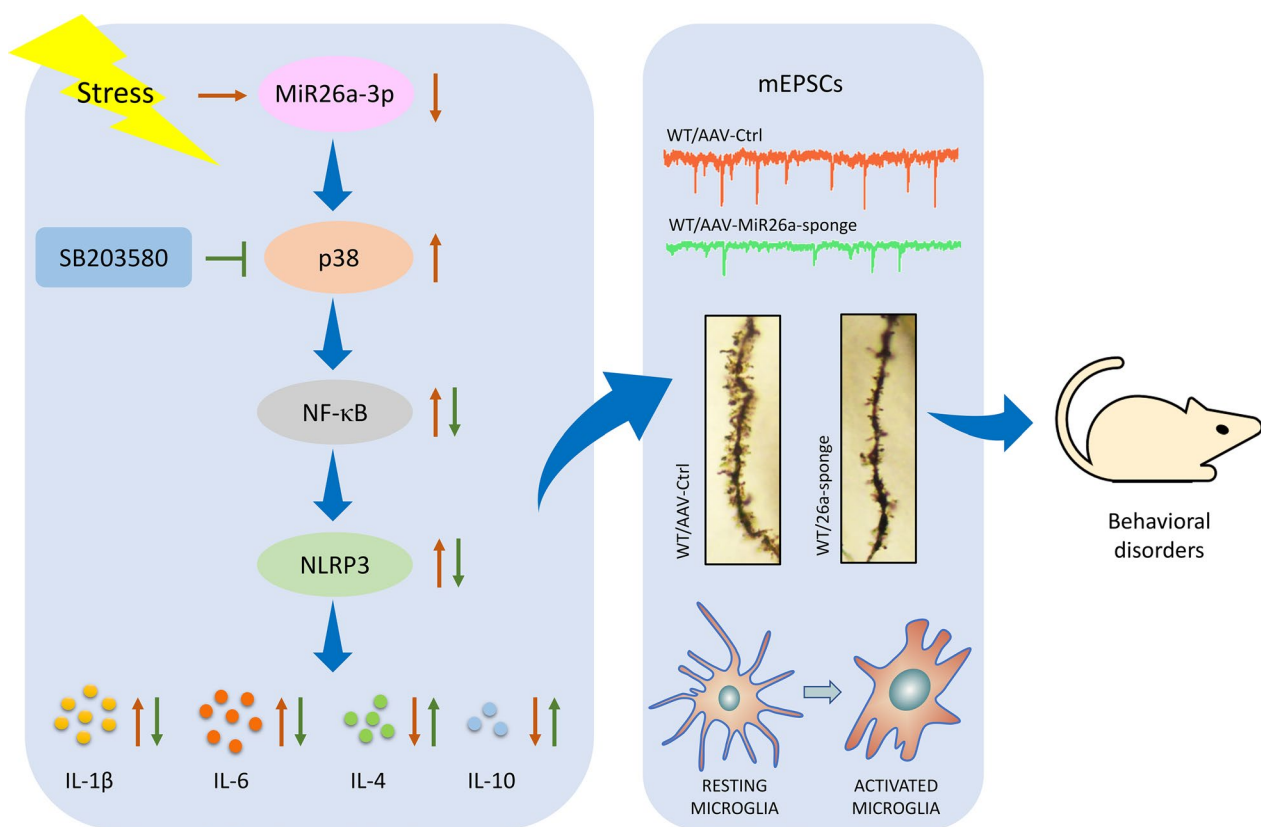 Stress
MiR26a-3p
SB203580
p38
NF-κB
NLRP3
IL-1β
IL-6
IL-4
IL-10
mEPSCs
WT/AAV-Ctrl
WT/AAV-MiR26a-sponge
WT/AAV-Ctrl
WT/26a-sponge
RESTING
MICROGLIA
ACTIVATED
MICROGLIA
Behavioral
disorders